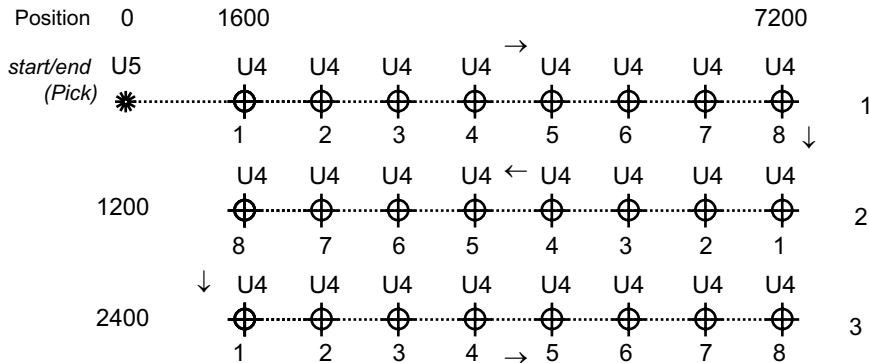 Position 0 1600 7200
→
start/end U5 U4 U4 U4 U4 U4 U4 U4 U4
(Pick)
1
1 2 3 4 5 6 7 8 ↓
U4 U4 U4 U4 ← U4 U4 U4 U4
1200 2
8 7 6 5 4 3 2 1
↓ U4 U4 U4 U4 U4 U4 U4 U4
2400 3
1 2 3 4 → 5 6 7 8